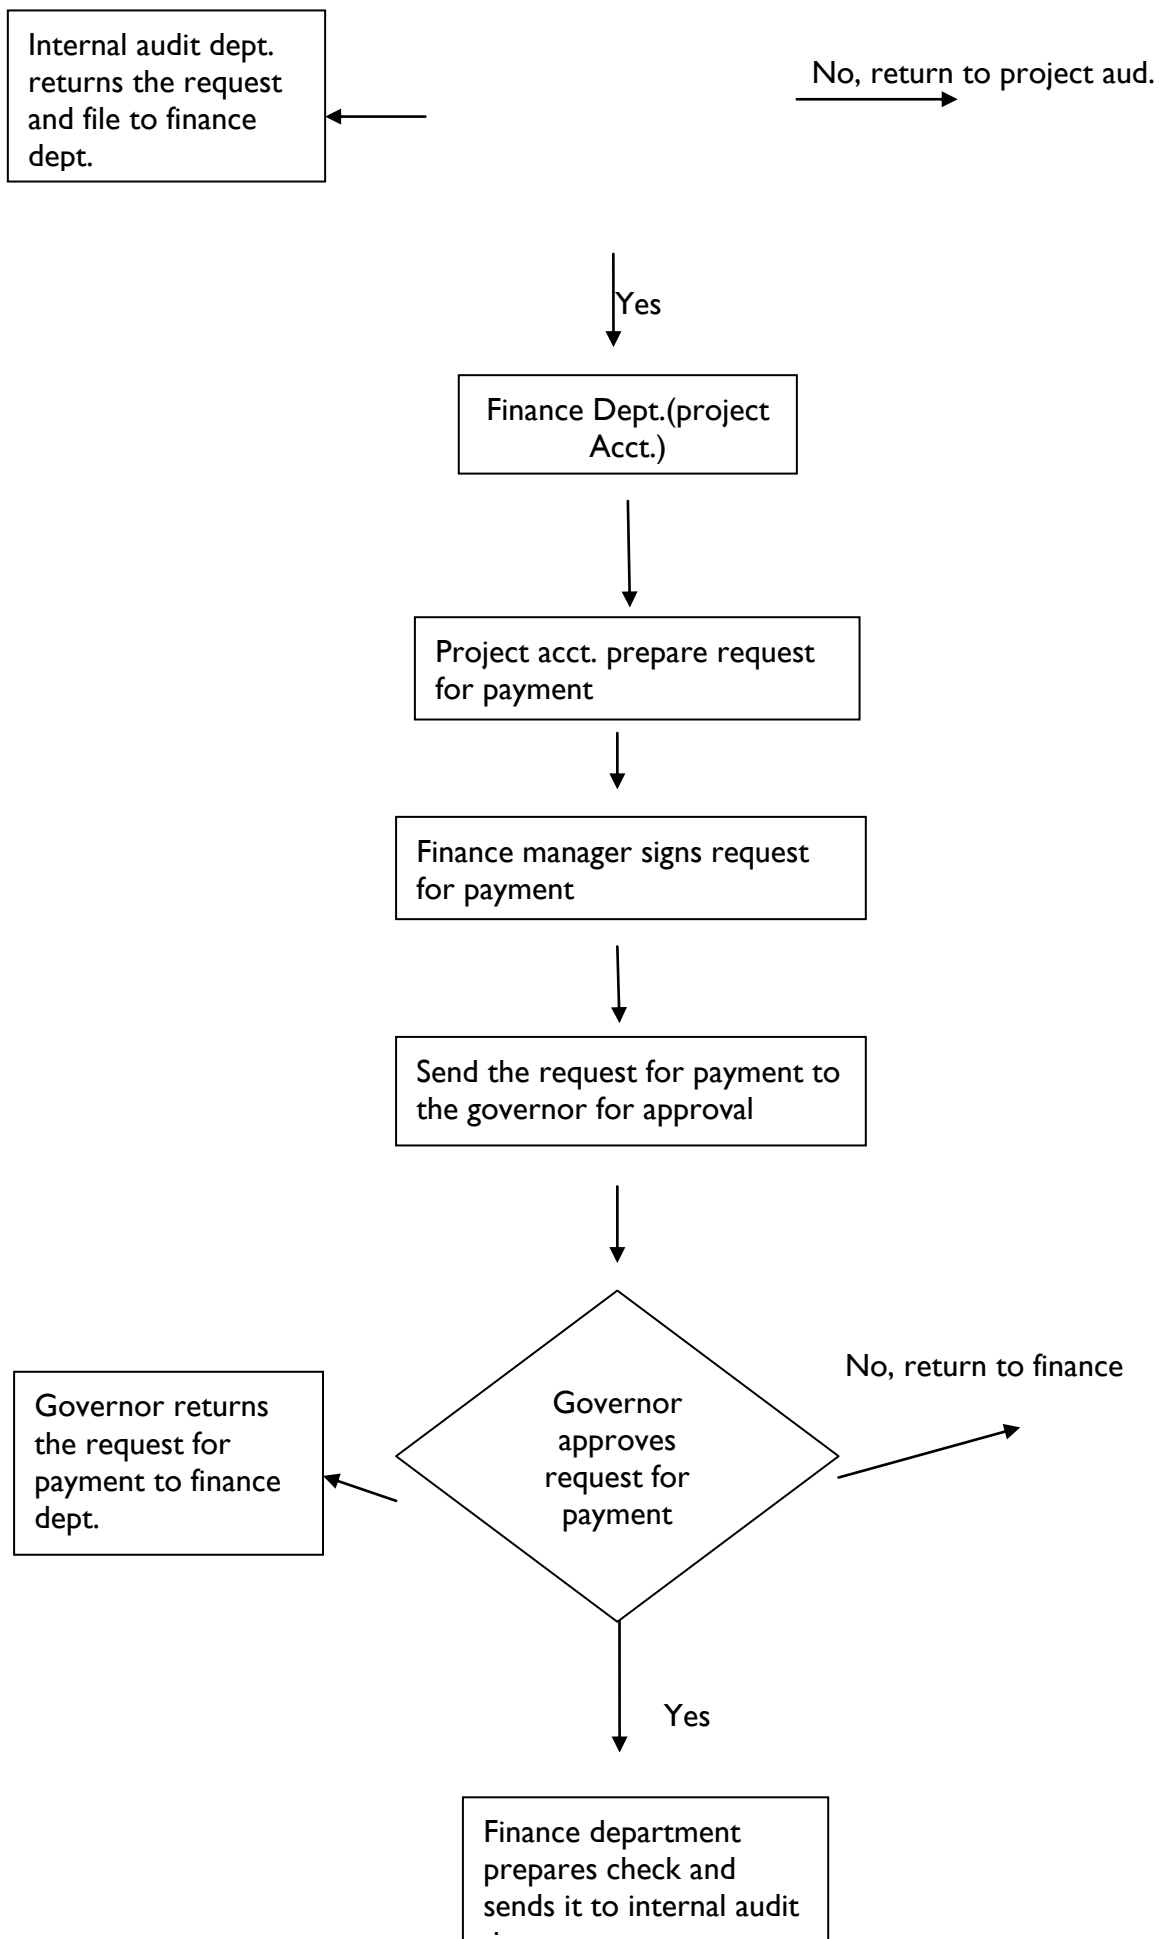 Internal audit dept.
returns the request
and file to finance
dept.
No, return to project aud.
Yes
Finance Dept.(project
Acct.)
Project acct. prepare request
for payment
Finance manager signs request
for payment
Send the request for payment to
the governor for approval
Governor returns
the request for
payment to finance
dept.
Governor
approves
request for
payment
No, return to finance
Yes
Finance department
prepares check and
sends it to internal audit